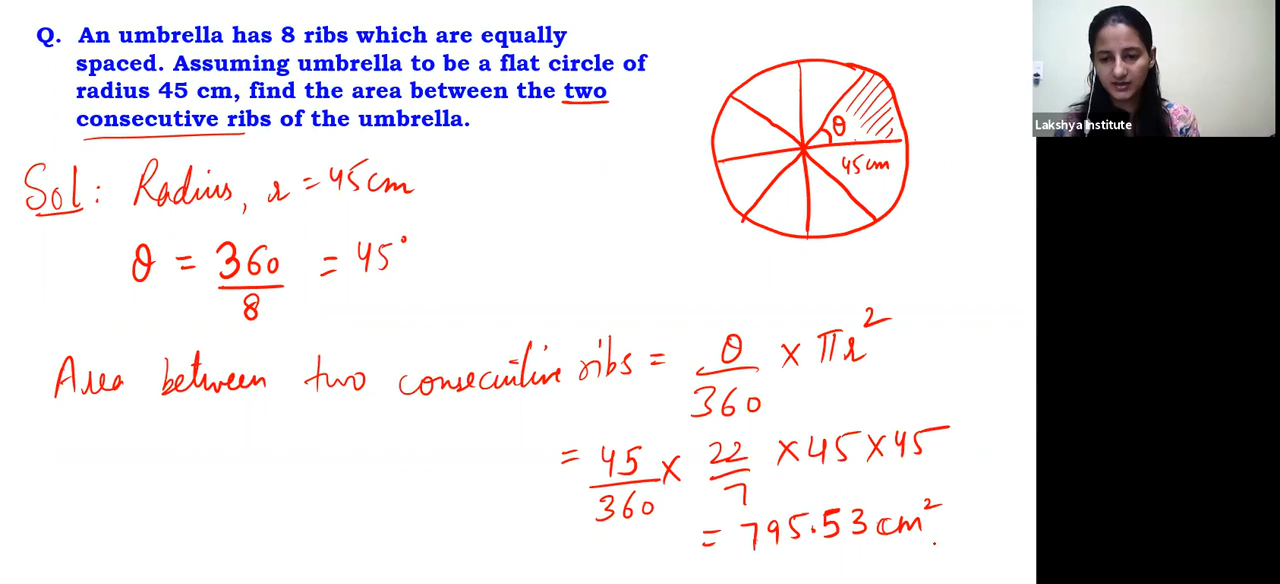 Q. An umbrella has 8 ribs which are equally
spaced. Assuming umbrella to be a flat circle of
radius 45 cm, find the area between the two
consecutive ribs of the umbrella.
θ
45 cm
Lakshya Institute
Sol: Radius, r = 45 cm
θ = 360/8 = 45°
Area between two consecutive ribs = θ/360 × πr²
= 45/360 × 22/7 × 45 × 45
= 795.53 cm².